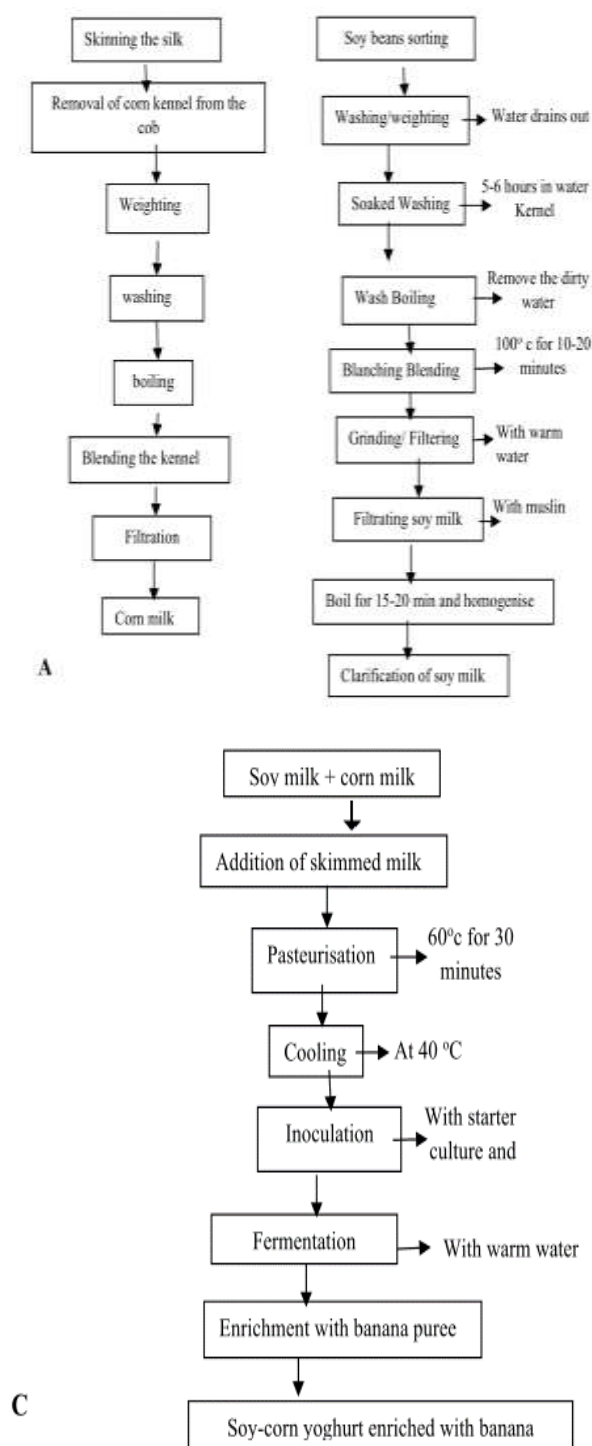 Skinning the silk
Removal of corn kernel from the
cob
Weighting
washing
boiling
Blending the kernel
Filtration
Corn milk
A
Soy beans sorting
Washing/weighting
Water drains out
Soaked Washing
5-6 hours in water
Kernel
Wash Boiling
Remove the dirty
water
Blanching Blending
100° c for 10-20
minutes
Grinding/ Filtering
With warm
water
Filtrating soy milk
With muslin
Boil for 15-20 min and homogenise
Clarification of soy milk
Soy milk + corn milk
Addition of skimmed milk
Pasteurisation
60°c for 30
minutes
Cooling
At 40 °C
Inoculation
With starter
culture and
Fermentation
With warm water
Enrichment with banana puree
Soy-corn yoghurt enriched with banana
C